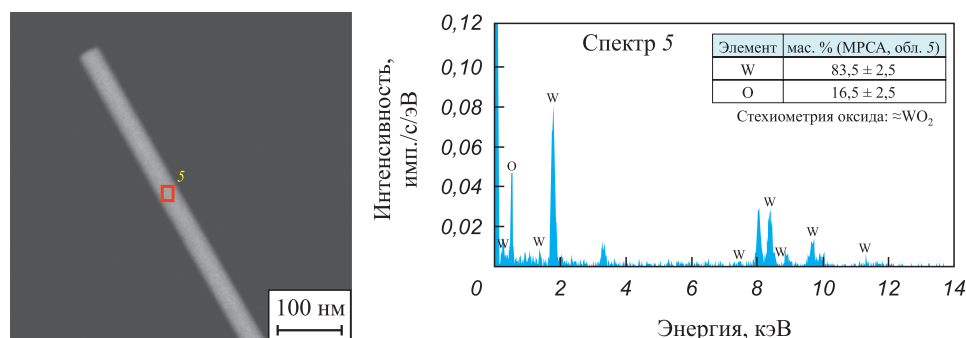 5
100 нм
Интенсивность,
имп./с/эВ
0,12
0,10
0,08
0,06
0,04
0,02
Спектр 5
Элемент мас. % (МРСА, обл. 5)
W 83,5 ± 2,5
O 16,5 ± 2,5
Стехиометрия оксида: ≈WO₂
W
O
W
W
W
W
W
W
W
0 2 4 6 8 10 12 14
Энергия, кэВ